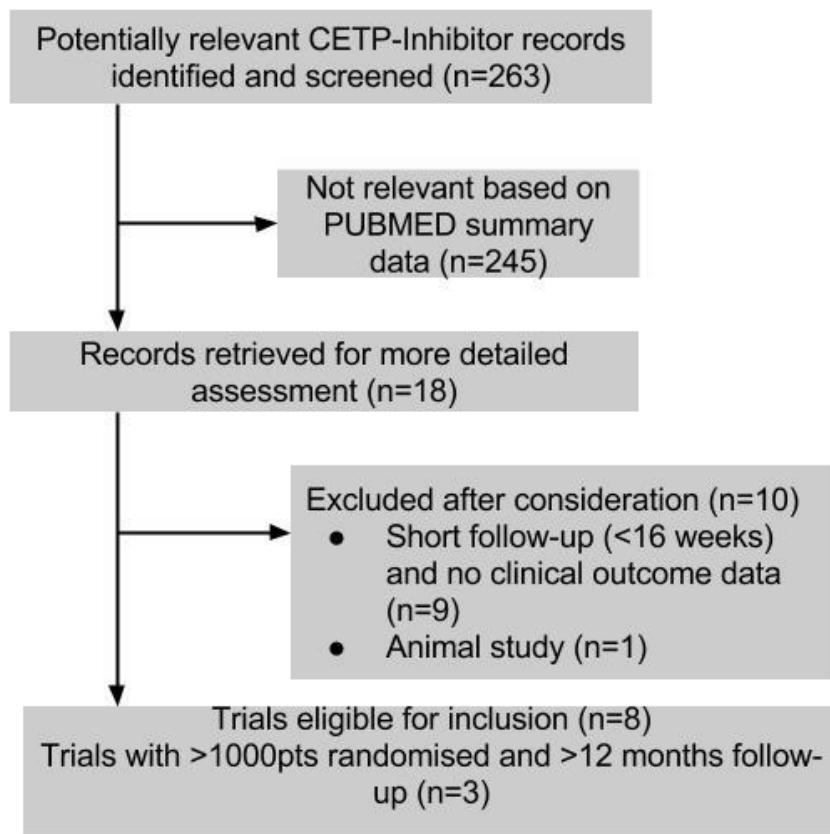 Potentially relevant CETP-Inhibitor records
identified and screened (n=263)
Not relevant based on
PUBMED summary
data (n=245)
Records retrieved for more detailed
assessment (n=18)
Excluded after consideration (n=10)
● Short follow-up (<16 weeks)
and no clinical outcome data
(n=9)
● Animal study (n=1)
Trials eligible for inclusion (n=8)
Trials with >1000pts randomised and >12 months follow-
up (n=3)